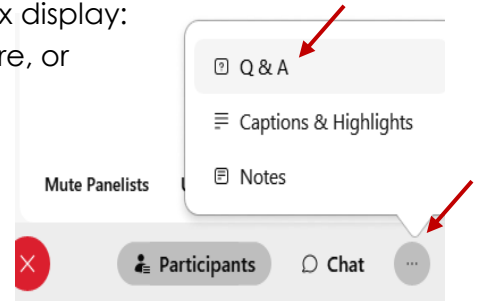 x display:
re, or
Q & A
Captions & Highlights
Notes
Mute Panelists
Participants
Chat